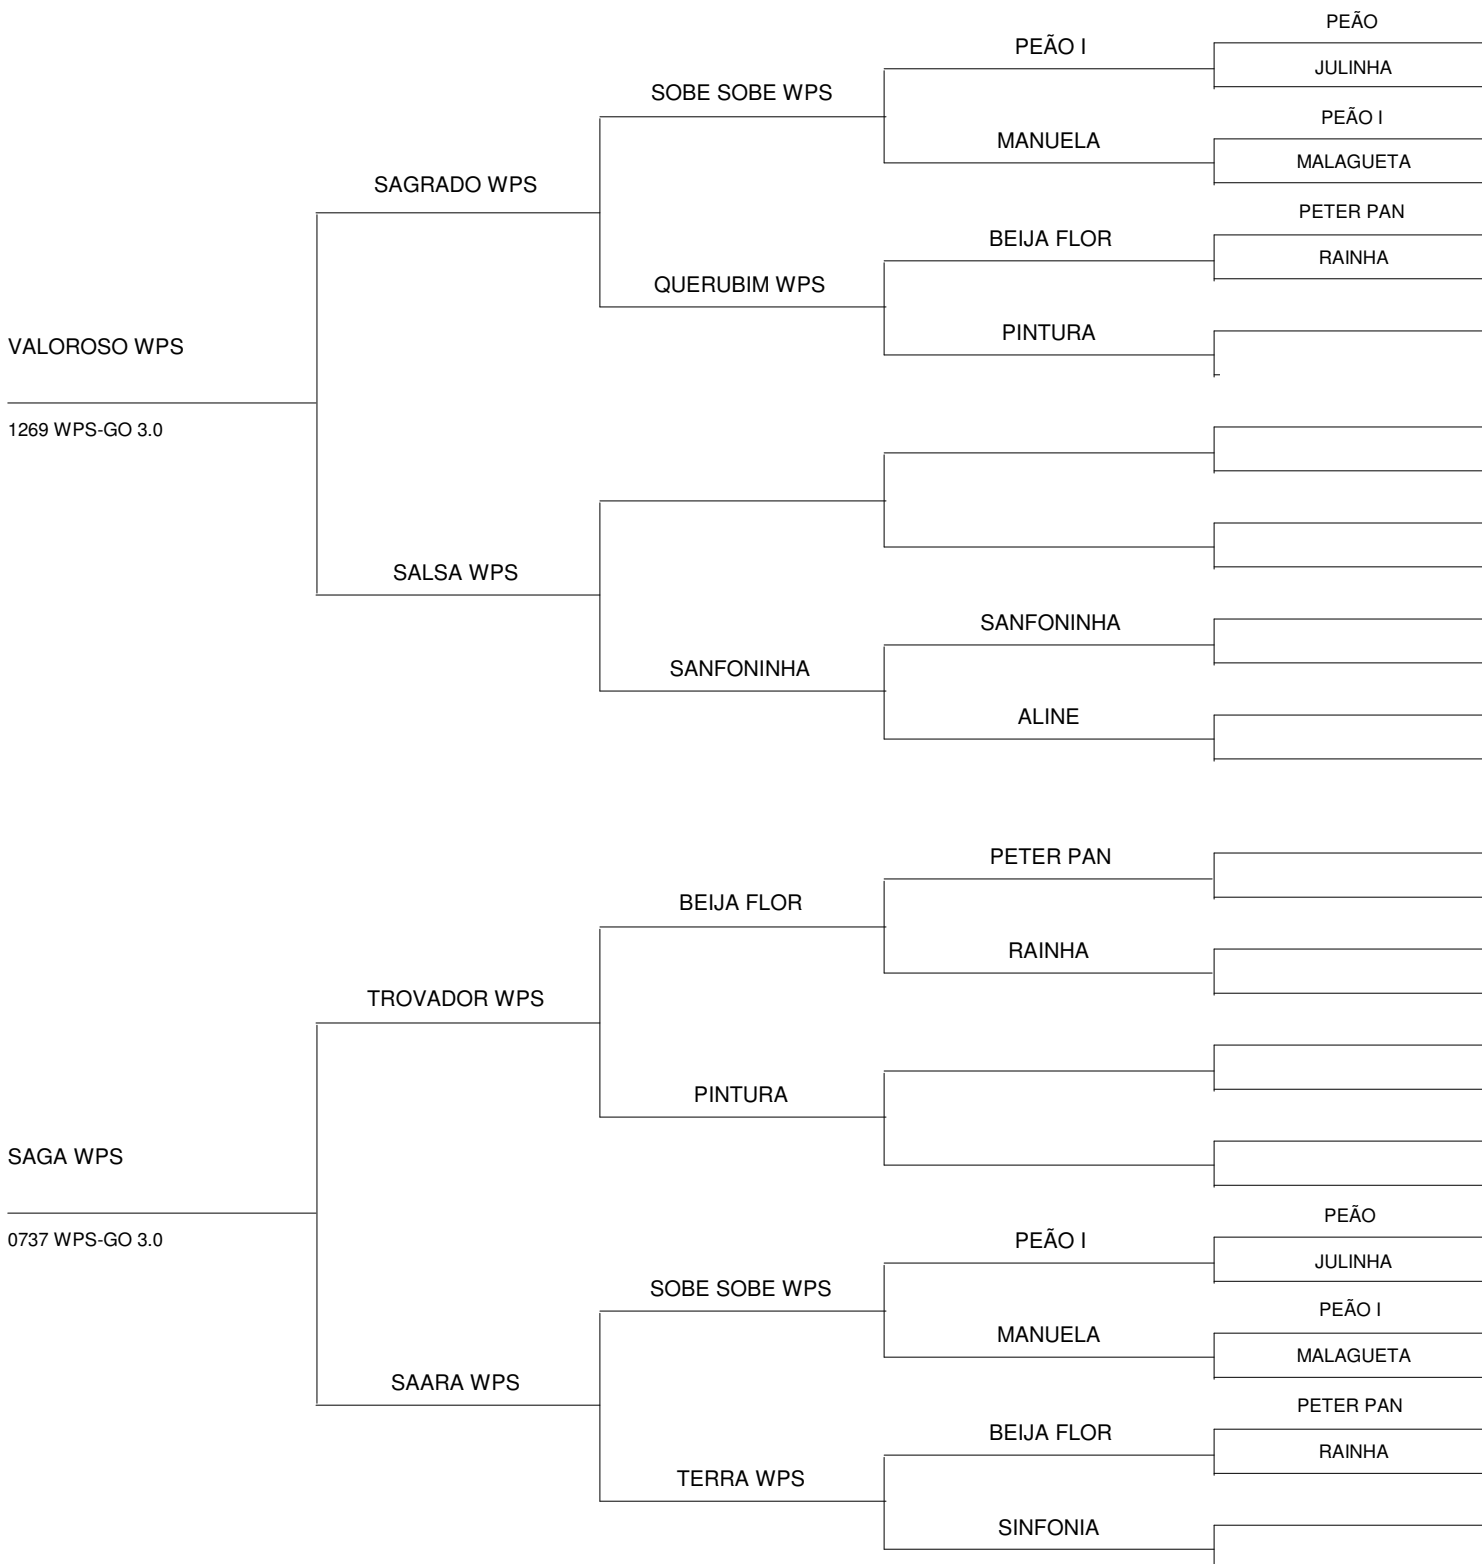 PEÃO
PEÃO I
JULINHA
SOBE SOBE WPS
PEÃO I
MANUELA
MALAGUETA
SAGRADO WPS
PETER PAN
BEIJA FLOR
RAINHA
QUERUBIM WPS
PINTURA
VALOROSO WPS
1269 WPS-GO 3.0
SALSA WPS
SANFONINHA
SANFONINHA
ALINE
PETER PAN
BEIJA FLOR
RAINHA
TROVADOR WPS
PINTURA
SAGA WPS
PEÃO
0737 WPS-GO 3.0
PEÃO I
JULINHA
SOBE SOBE WPS
PEÃO I
MANUELA
MALAGUETA
SAARA WPS
PETER PAN
BEIJA FLOR
RAINHA
TERRA WPS
SINFONIA